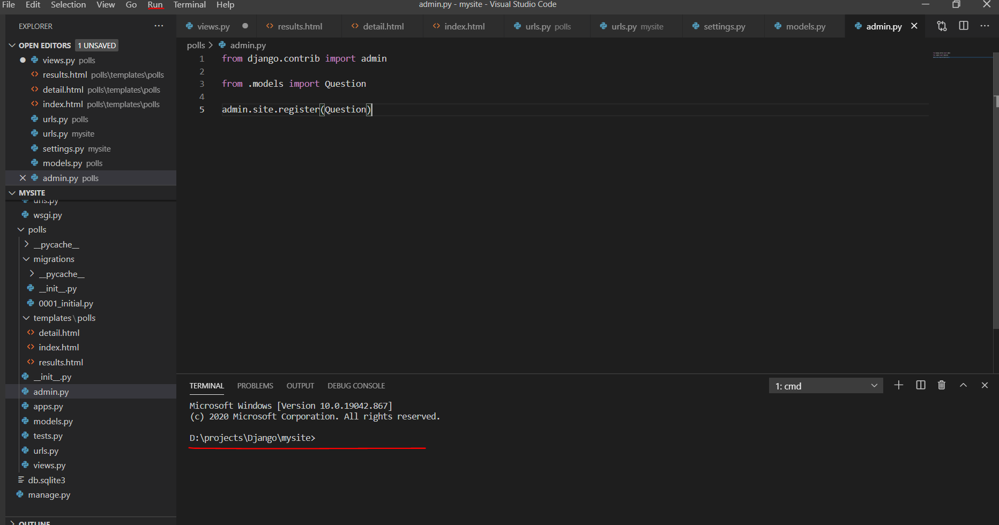 File Edit Selection View Go Run Terminal Help
admin.py - mysite - Visual Studio Code
EXPLORER
OPEN EDITORS 1 UNSAVED
views.py polls
results.html polls\templates\polls
detail.html polls\templates\polls
index.html polls\templates\polls
urls.py polls
urls.py mysite
settings.py mysite
models.py polls
admin.py polls
MYSITE
urls.py
wsgi.py
polls
__pycache__
migrations
__pycache__
__init__.py
0001_initial.py
templates\polls
detail.html
index.html
results.html
__init__.py
admin.py
apps.py
models.py
tests.py
urls.py
views.py
db.sqlite3
manage.py
OUTLINE
views.py results.html detail.html index.html urls.py polls urls.py mysite settings.py models.py admin.py
polls > admin.py
1 from django.contrib import admin
2
3 from .models import Question
4
5 admin.site.register(Question)
TERMINAL PROBLEMS OUTPUT DEBUG CONSOLE
1: cmd
Microsoft Windows [Version 10.0.19042.867]
(c) 2020 Microsoft Corporation. All rights reserved.
D:\projects\Django\mysite>